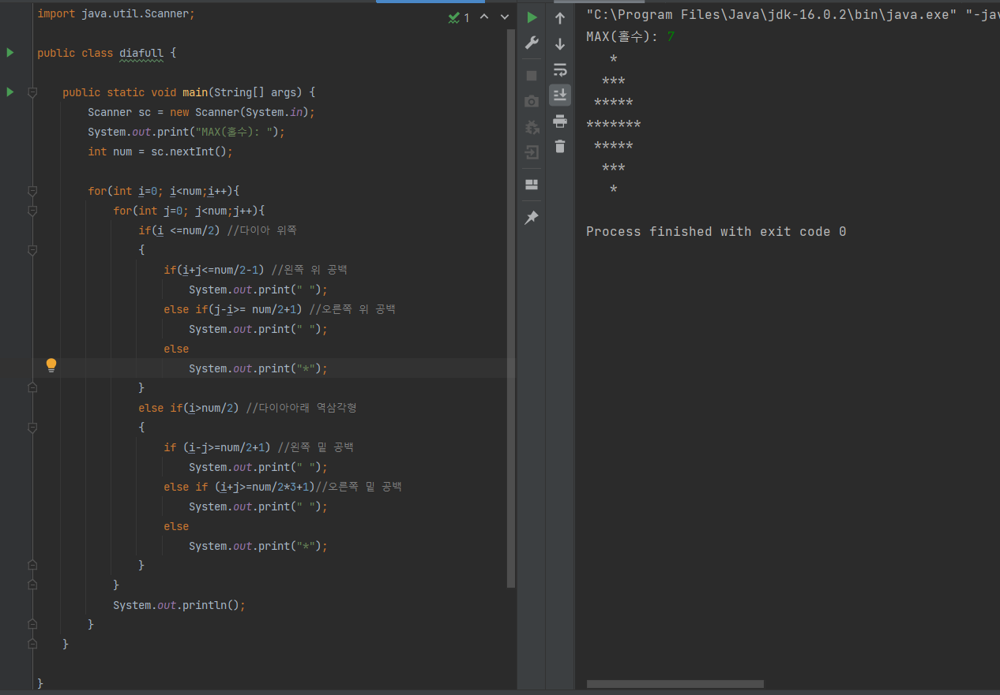 import java.util.Scanner;
1
public class diafull {
public static void main(String[] args) {
Scanner sc = new Scanner(System.in);
System.out.print("MAX(홀수): ");
int num = sc.nextInt();
for(int i=0; i<num;i++){
for(int j=0; j<num;j++){
if(i <=num/2) //다이아 위쪽
{
if(i+j<=num/2-1) //왼쪽 위 공백
System.out.print(" ");
else if(j-i>= num/2+1) //오른쪽 위 공백
System.out.print(" ");
else
System.out.print("*");
}
else if(i>num/2) //다이아아래 역삼각형
{
if (i-j>=num/2+1) //왼쪽 밑 공백
System.out.print(" ");
else if (i+j>=num/2*3+1)//오른쪽 밑 공백
System.out.print(" ");
else
System.out.print("*");
}
}
System.out.println();
}
}
}
"C:\Program Files\Java\jdk-16.0.2\bin\java.exe" "-jav
MAX(홀수): 7
*
***
*****
*******
*****
***
*
Process finished with exit code 0